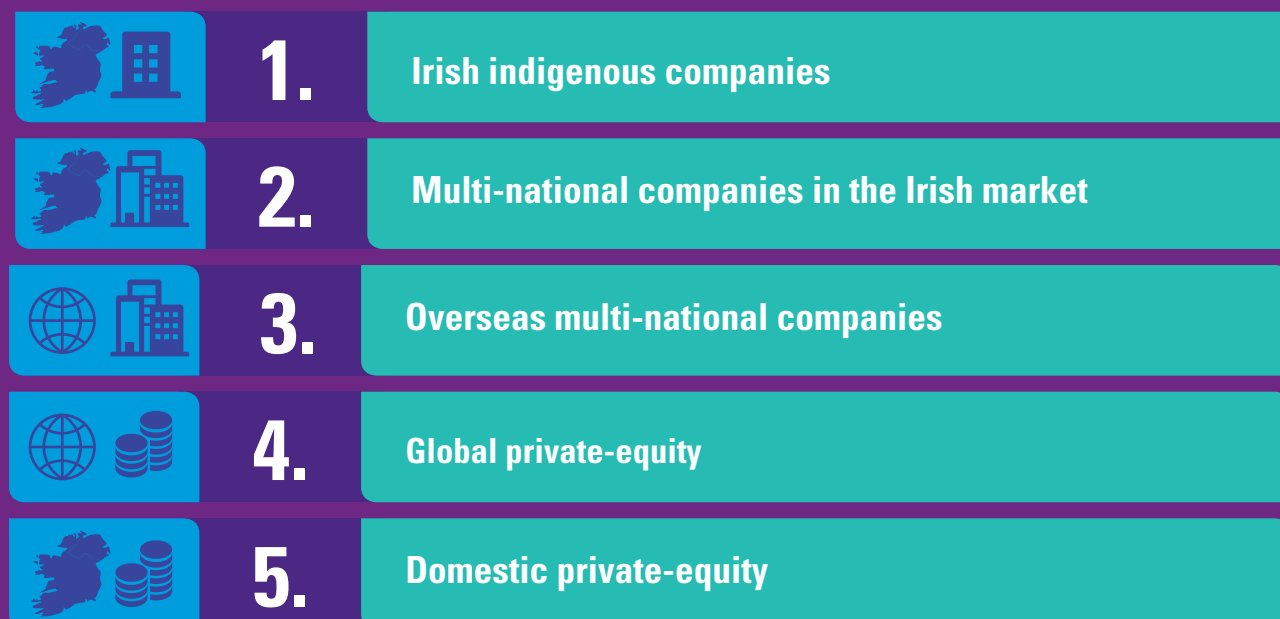 1. Irish indigenous companies
2. Multi-national companies in the Irish market
3. Overseas multi-national companies
4. Global private-equity
5. Domestic private-equity